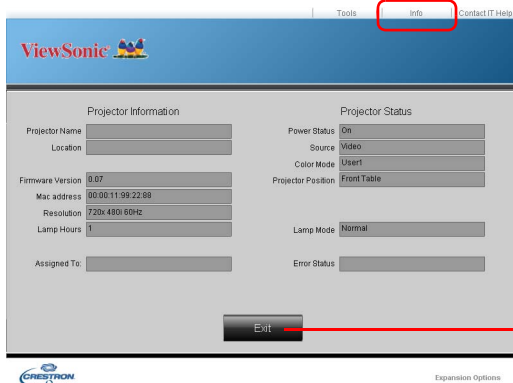 Tools Info Contact IT Help
ViewSonic
Projector Information
Projector Name
Location
Firmware Version 0.07
Mac address 00:00:11:99:22:88
Resolution 720x 480i 60Hz
Lamp Hours 1
Assigned To:
Projector Status
Power Status On
Source Video
Color Mode User1
Projector Position Front Table
Lamp Mode Normal
Error Status
Exit
CRESTRON
Expansion Options